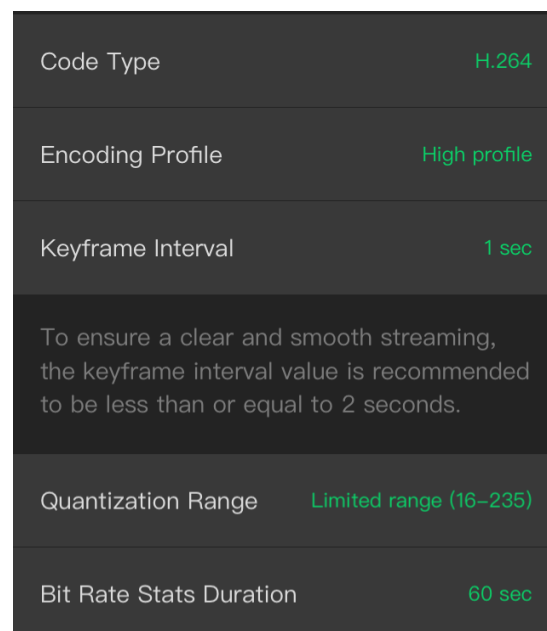 Code Type H.264
Encoding Profile High profile
Keyframe Interval 1 sec
To ensure a clear and smooth streaming,
the keyframe interval value is recommended
to be less than or equal to 2 seconds.
Quantization Range Limited range (16–235)
Bit Rate Stats Duration 60 sec